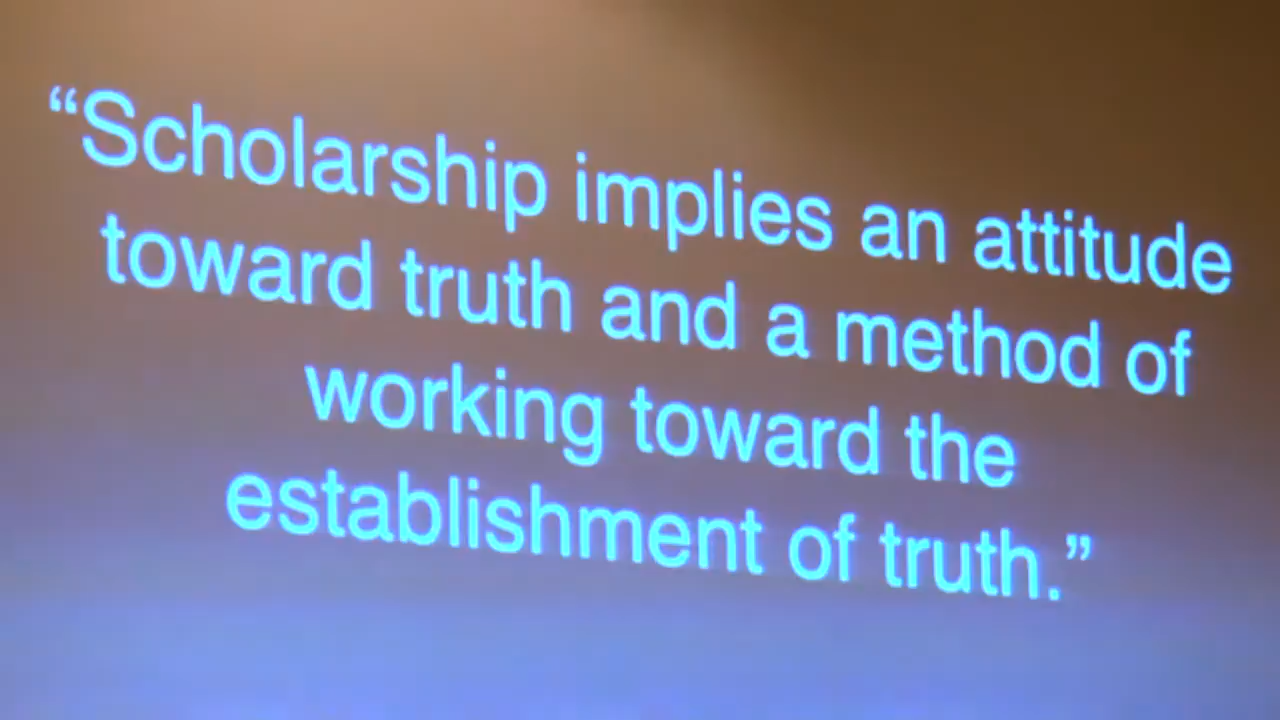 “Scholarship implies an attitude
toward truth and a method of
working toward the
establishment of truth.”